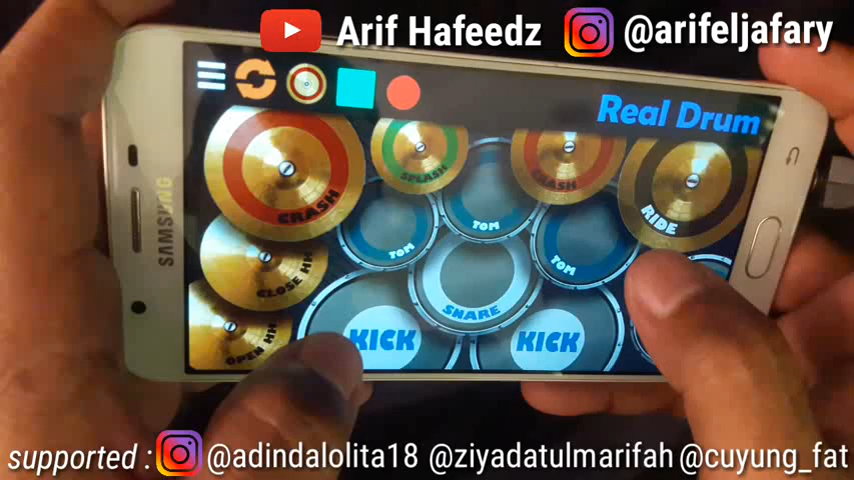 Arif Hafeedz @arifeljafary
Real Drum
CRASH
SPLASH
CRASH
RIDE
TOM
TOM
TOM
CLOSE HH
SNARE
OPEN HH
KICK
KICK
SAMSUNG
supported : @adindalolita18 @ziyadatulmarifah @cuyung_fat